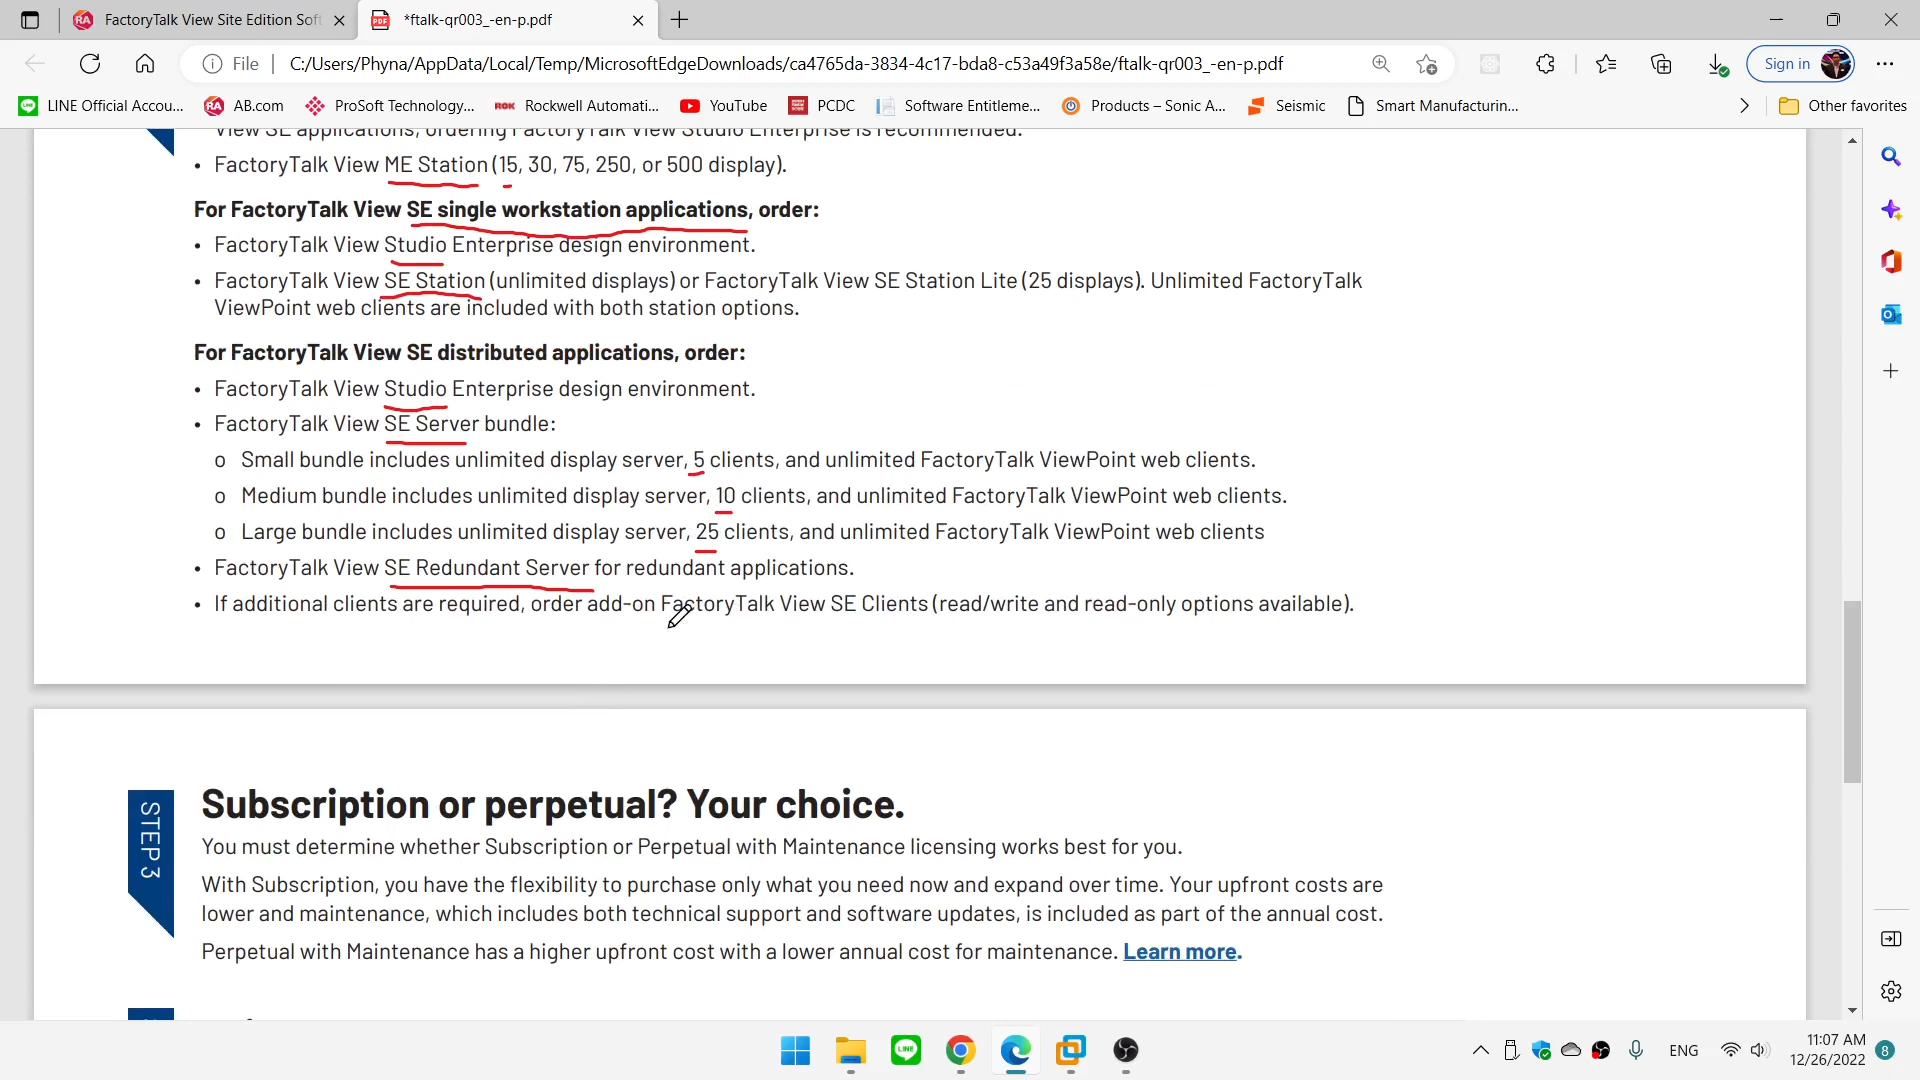 FactoryTalk View Site Edition Sof
*ftalk-qr003_-en-p.pdf
File
C:/Users/Phyna/AppData/Local/Temp/MicrosoftEdgeDownloads/ca4765da-3834-4c17-bda8-c53a49f3a58e/ftalk-qr003_-en-p.pdf
Sign in
LINE Official Accou...
AB.com
ProSoft Technology...
Rockwell Automati...
YouTube
PCDC
Software Entitleme...
Products – Sonic A...
Seismic
Smart Manufacturin...
Other favorites
View SE applications, ordering FactoryTalk View Studio Enterprise is recommended.
• FactoryTalk View ME Station (15, 30, 75, 250, or 500 display).
For FactoryTalk View SE single workstation applications, order:
• FactoryTalk View Studio Enterprise design environment.
• FactoryTalk View SE Station (unlimited displays) or FactoryTalk View SE Station Lite (25 displays). Unlimited FactoryTalk
ViewPoint web clients are included with both station options.
For FactoryTalk View SE distributed applications, order:
• FactoryTalk View Studio Enterprise design environment.
• FactoryTalk View SE Server bundle:
o Small bundle includes unlimited display server, 5 clients, and unlimited FactoryTalk ViewPoint web clients.
o Medium bundle includes unlimited display server, 10 clients, and unlimited FactoryTalk ViewPoint web clients.
o Large bundle includes unlimited display server, 25 clients, and unlimited FactoryTalk ViewPoint web clients
• FactoryTalk View SE Redundant Server for redundant applications.
• If additional clients are required, order add-on FactoryTalk View SE Clients (read/write and read-only options available).
STEP 3
Subscription or perpetual? Your choice.
You must determine whether Subscription or Perpetual with Maintenance licensing works best for you.
With Subscription, you have the flexibility to purchase only what you need now and expand over time. Your upfront costs are
lower and maintenance, which includes both technical support and software updates, is included as part of the annual cost.
Perpetual with Maintenance has a higher upfront cost with a lower annual cost for maintenance. Learn more.
ENG
11:07 AM
12/26/2022
8